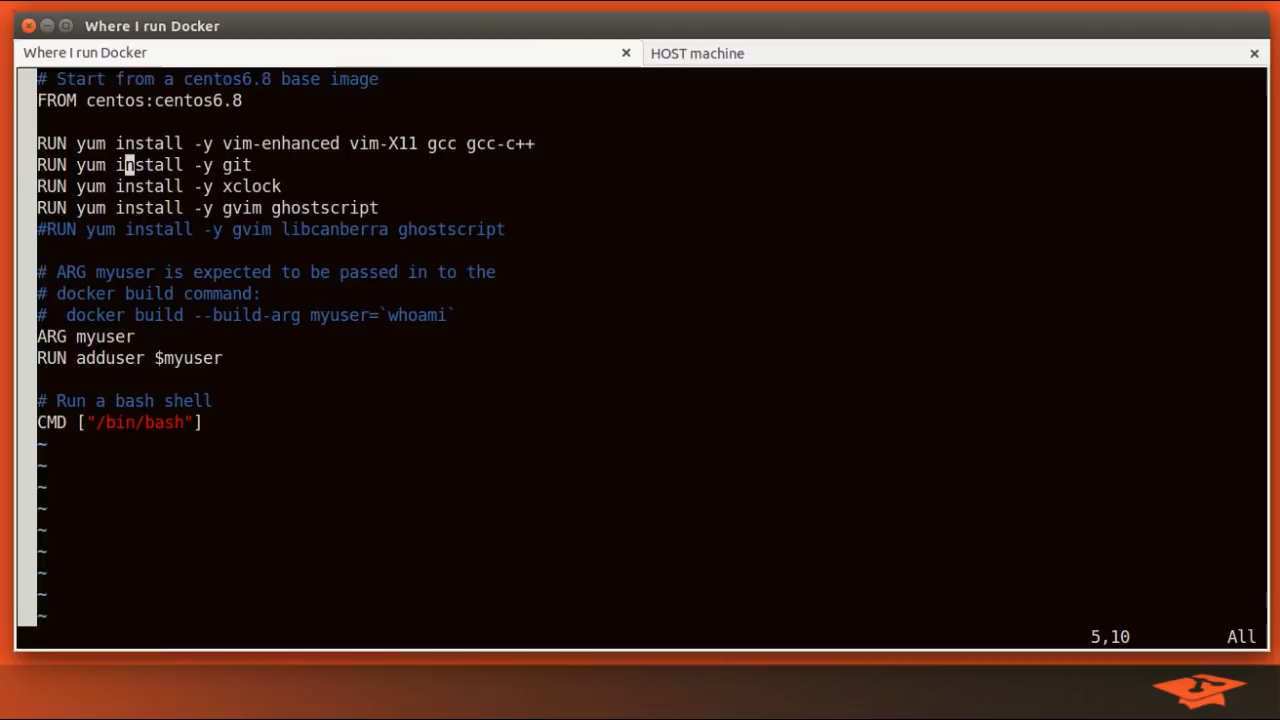 Where I run Docker
Where I run Docker
HOST machine
# Start from a centos6.8 base image
FROM centos:centos6.8
RUN yum install -y vim-enhanced vim-X11 gcc gcc-c++
RUN yum install -y git
RUN yum install -y xclock
RUN yum install -y gvim ghostscript
#RUN yum install -y gvim libcanberra ghostscript
# ARG myuser is expected to be passed in to the
# docker build command:
#  docker build --build-arg myuser=`whoami`
ARG myuser
RUN adduser $myuser
# Run a bash shell
CMD ["/bin/bash"]
~
~
~
~
~
~
~
~
~
5,10 All